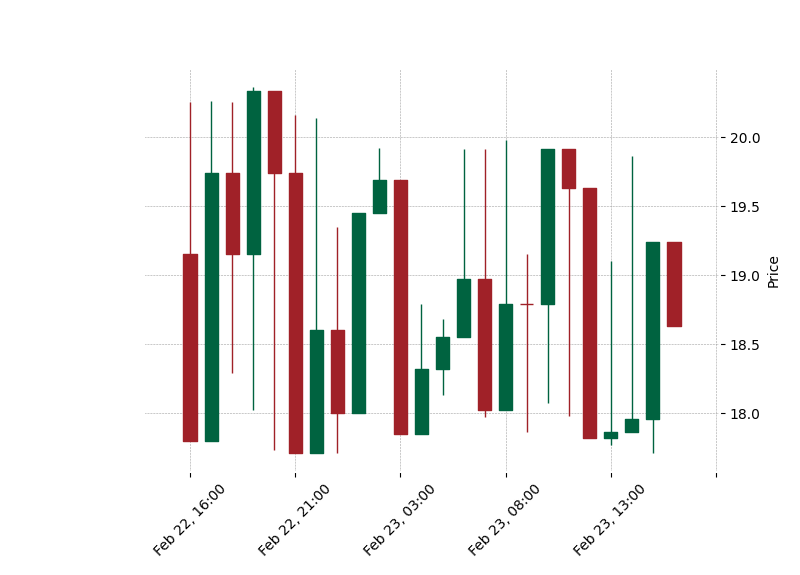 20.0
19.5
19.0
18.5
18.0
Price
Feb 22, 16:00
Feb 22, 21:00
Feb 23, 03:00
Feb 23, 08:00
Feb 23, 13:00